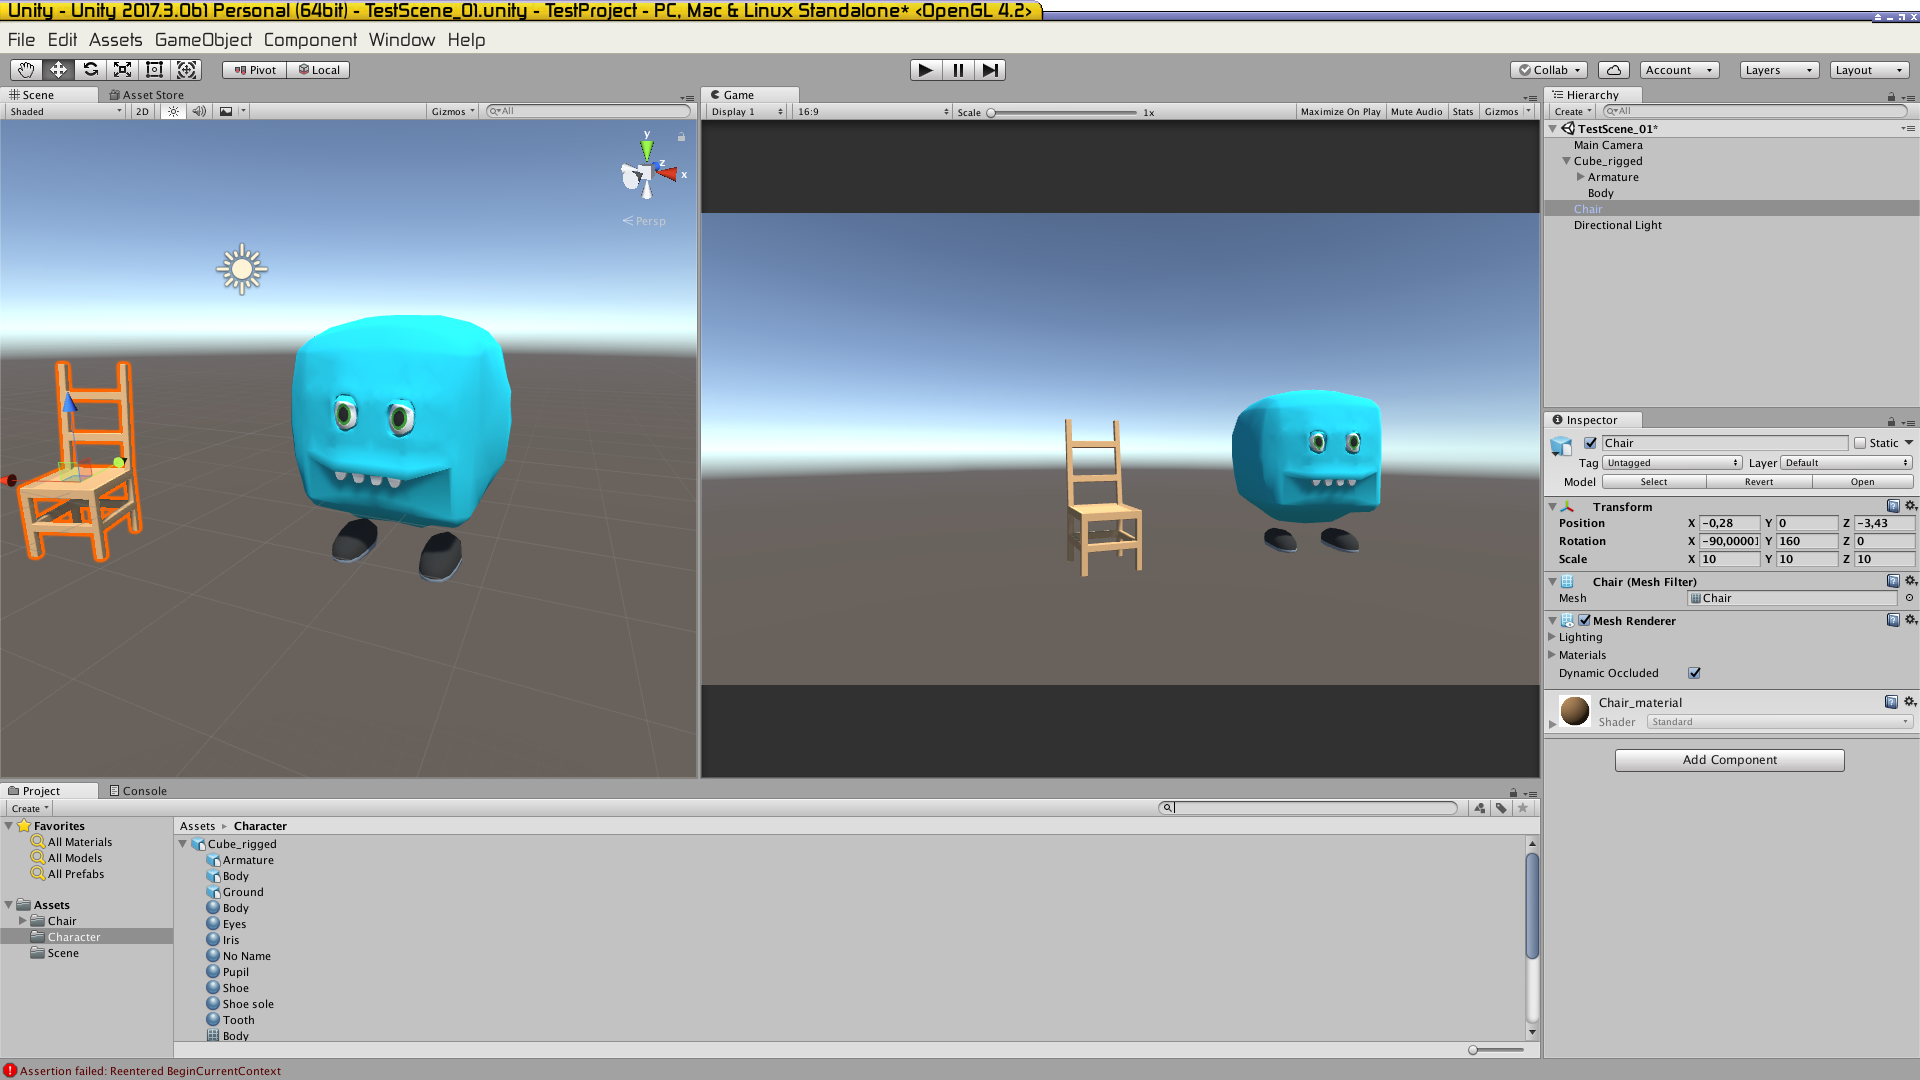 Unity - Unity 2017.3.0b1 Personal (64bit) - TestScene_01.unity - TestProject - PC, Mac & Linux Standalone* <OpenGL 4.2>
File Edit Assets GameObject Component Window Help
Pivot Local Collab Account Layers Layout
Scene Asset Store
Shaded 2D Gizmos All
y
z
x
Persp
Game
Display 1 16:9 Scale 1x Maximize On Play Mute Audio Stats Gizmos
Hierarchy
Create All
TestScene_01*
Main Camera
Cube_rigged
Armature
Body
Chair
Directional Light
Inspector
Chair Static
Tag Untagged Layer Default
Model Select Revert Open
Transform
Position X -0,28 Y 0 Z -3,43
Rotation X -90,00001 Y 160 Z 0
Scale X 10 Y 10 Z 10
Chair (Mesh Filter)
Mesh Chair
Mesh Renderer
Lighting
Materials
Dynamic Occluded
Chair_material
Shader Standard
Add Component
Project Console
Create
Favorites
All Materials
All Models
All Prefabs
Assets
Chair
Character
Scene
Assets Character
Cube_rigged
Armature
Body
Ground
Body
Eyes
Iris
No Name
Pupil
Shoe
Shoe sole
Tooth
Body
Assertion failed: Reentered BeginCurrentContext